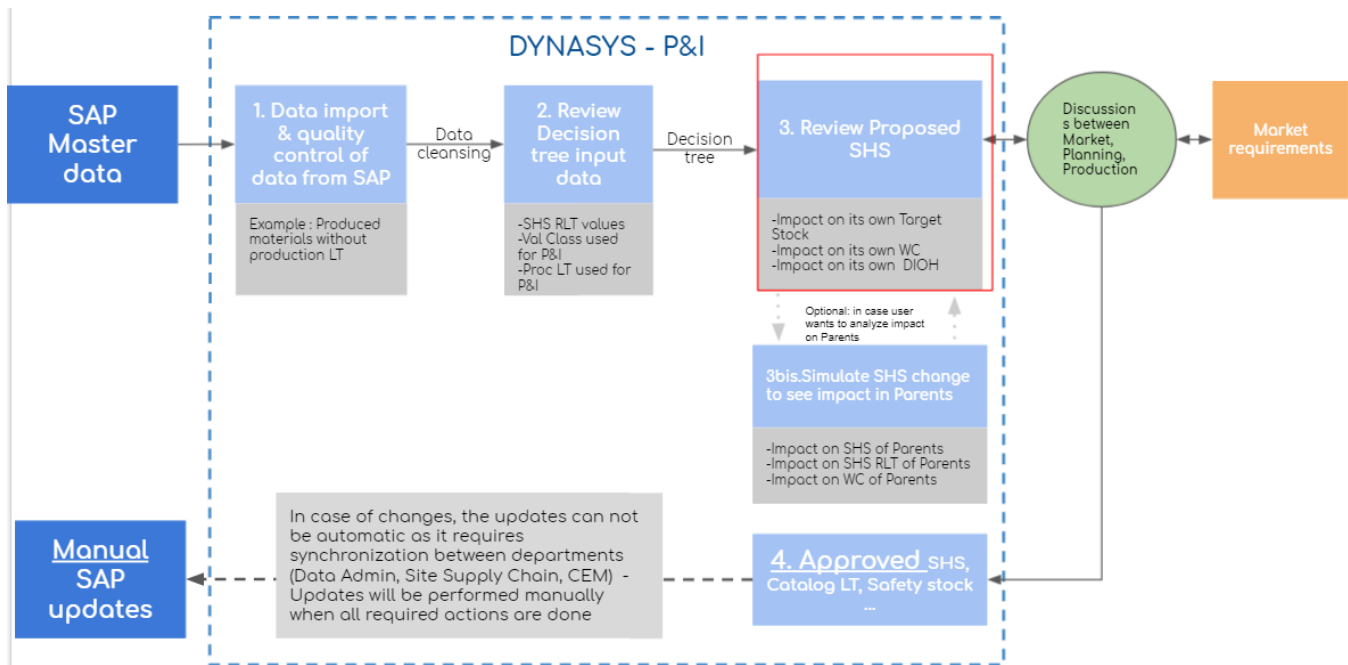 DYNASYS - P&I
SAP
Master
data
1. Data import
& quality
control of
data from SAP
Example : Produced
materials without
production LT
Data
cleansing
2. Review
Decision
tree input
data
-SHS RLT values
-Val Class used
for P&I
-Proc LT used for
P&I
Decision
tree
3. Review Proposed
SHS
-Impact on its own Target
Stock
-Impact on its own WC
-Impact on its own DIOH
Discussion
s between
Market,
Planning,
Production
Market
requirements
Optional: in case user
wants to analyze impact
on Parents
3bis.Simulate SHS change
to see impact in Parents
-Impact on SHS of Parents
-Impact on SHS RLT of Parents
-Impact on WC of Parents
4. Approved SHS,
Catalog LT, Safety stock
...
In case of changes, the updates can not
be automatic as it requires
synchronization between departments
(Data Admin, Site Supply Chain, CEM) -
Updates will be performed manually
when all required actions are done
Manual
SAP
updates